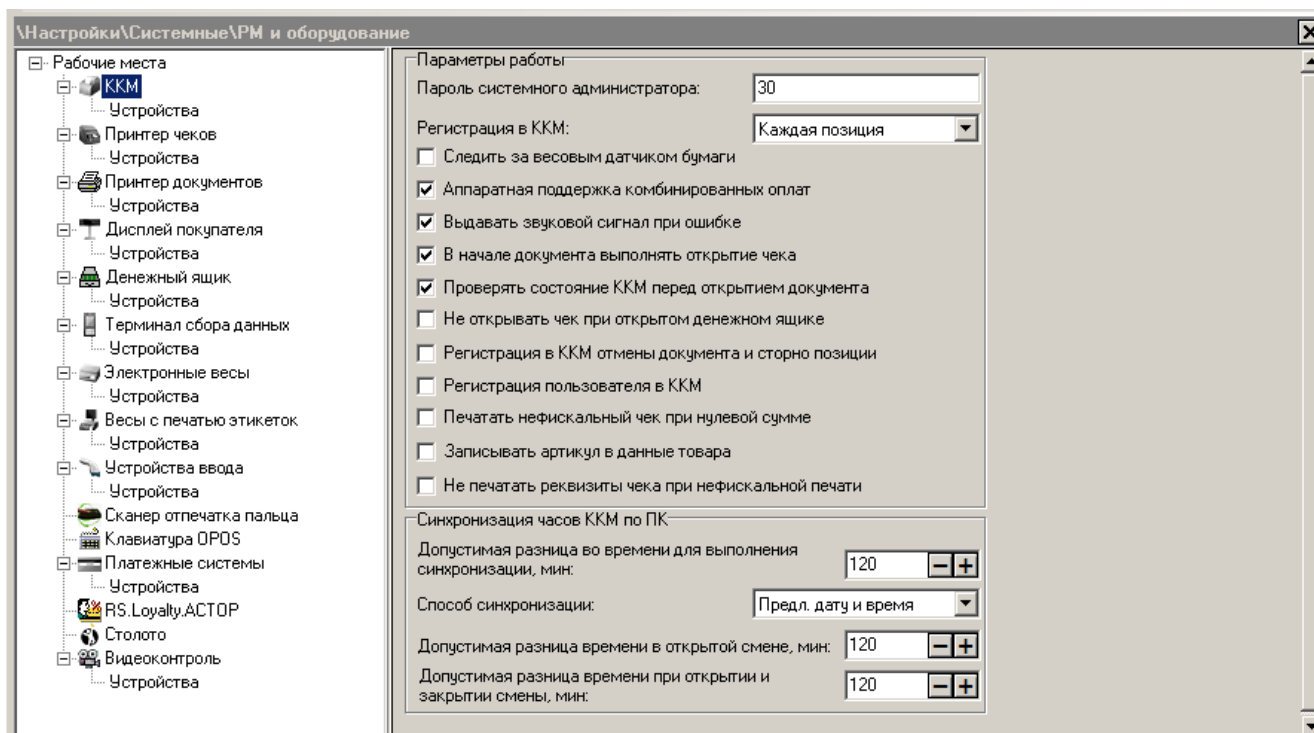 \Настройки\Системные\РМ и оборудование
Рабочие места
ККМ
Устройства
Принтер чеков
Устройства
Принтер документов
Устройства
Дисплей покупателя
Устройства
Денежный ящик
Устройства
Терминал сбора данных
Устройства
Электронные весы
Устройства
Весы с печатью этикеток
Устройства
Устройства ввода
Устройства
Сканер отпечатка пальца
Клавиатура OPOS
Платежные системы
Устройства
RS.Loyalty.АСТОР
Столото
Видеоконтроль
Устройства
Параметры работы
Пароль системного администратора: 30
Регистрация в ККМ: Каждая позиция
Следить за весовым датчиком бумаги
Аппаратная поддержка комбинированных оплат
Выдавать звуковой сигнал при ошибке
В начале документа выполнять открытие чека
Проверять состояние ККМ перед открытием документа
Не открывать чек при открытом денежном ящике
Регистрация в ККМ отмены документа и сторно позиции
Регистрация пользователя в ККМ
Печатать нефискальный чек при нулевой сумме
Записывать артикул в данные товара
Не печатать реквизиты чека при нефискальной печати
Синхронизация часов ККМ по ПК
Допустимая разница во времени для выполнения
синхронизации, мин: 120
Способ синхронизации: Предл. дату и время
Допустимая разница времени в открытой смене, мин: 120
Допустимая разница времени при открытии и
закрытии смены, мин: 120